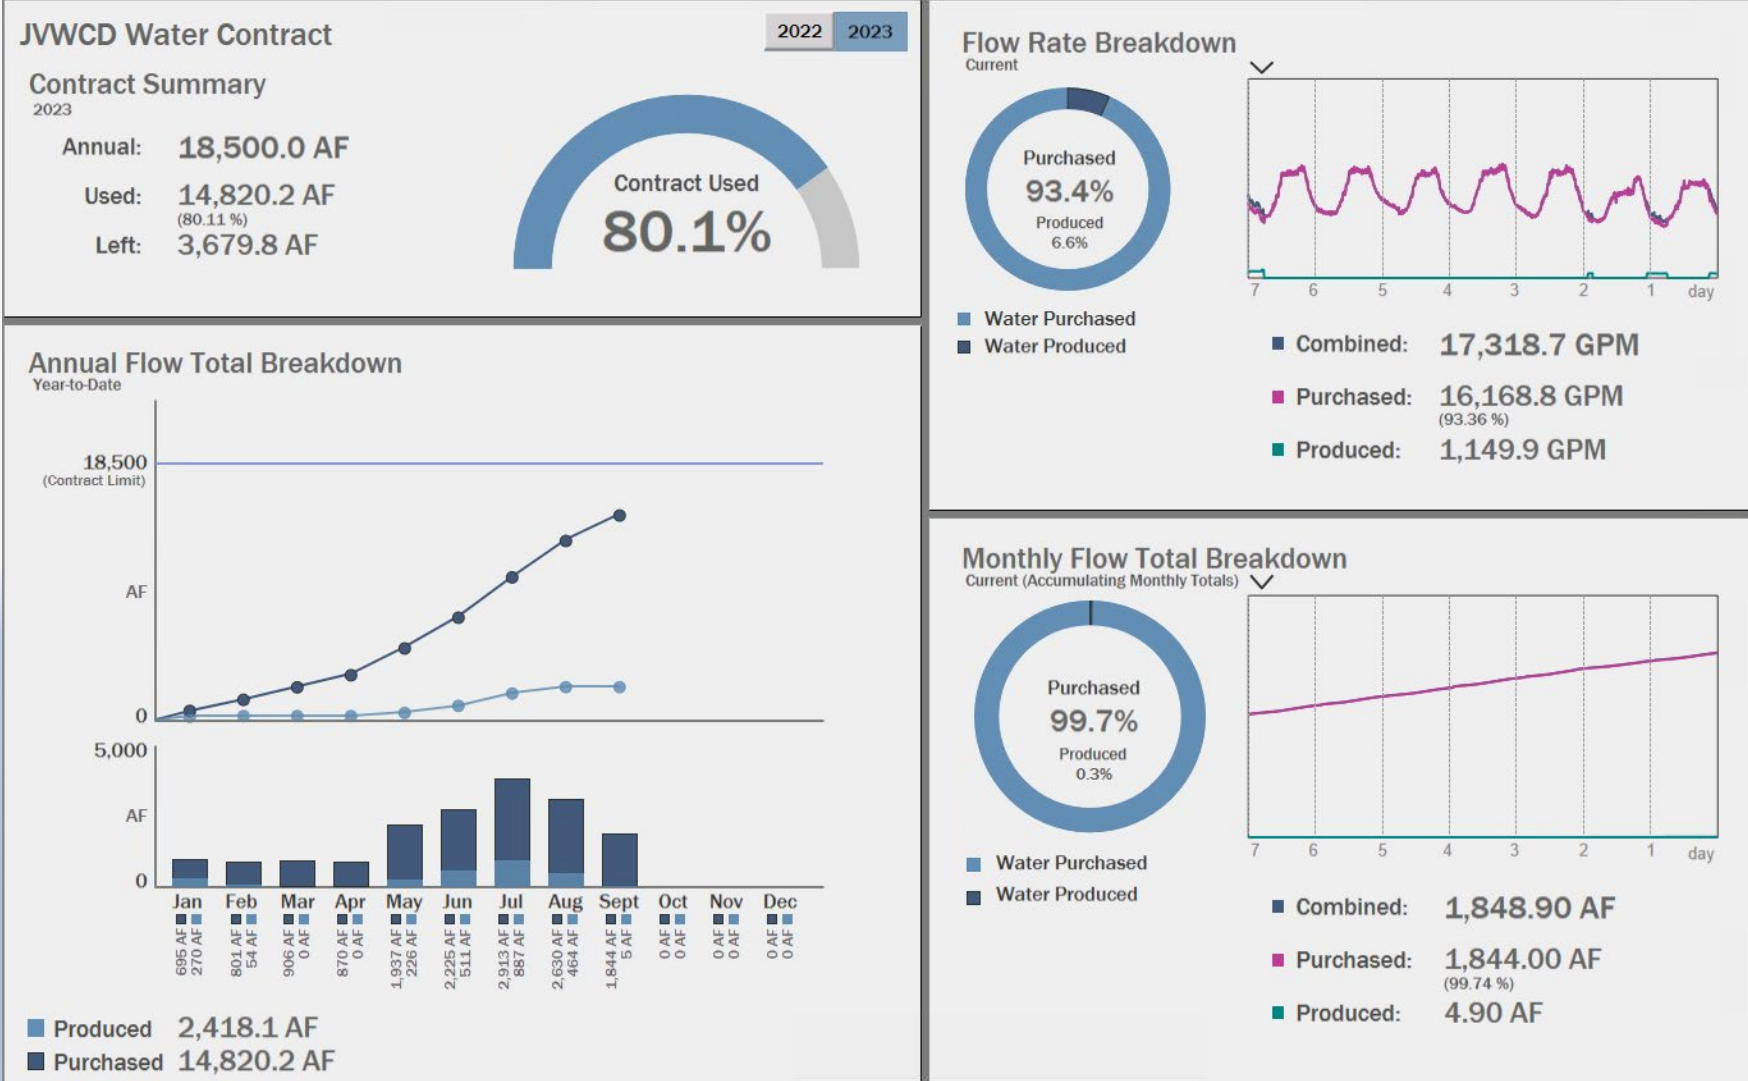 JVWCD Water Contract
2022 2023
Contract Summary
2023
Annual: 18,500.0 AF
Used: 14,820.2 AF
(80.11 %)
Left: 3,679.8 AF
Contract Used
80.1%
Annual Flow Total Breakdown
Year-to-Date
18,500
(Contract Limit)
AF
0
5,000
AF
0
Jan Feb Mar Apr May Jun Jul Aug Sept Oct Nov Dec
695 AF
270 AF
801 AF
54 AF
906 AF
0 AF
870 AF
0 AF
1,937 AF
226 AF
2,225 AF
511 AF
2,913 AF
887 AF
2,630 AF
464 AF
1,844 AF
5 AF
0 AF
0 AF
0 AF
0 AF
0 AF
0 AF
Produced 2,418.1 AF
Purchased 14,820.2 AF
Flow Rate Breakdown
Current
Purchased
93.4%
Produced
6.6%
Water Purchased
Water Produced
7 6 5 4 3 2 1 day
Combined: 17,318.7 GPM
Purchased: 16,168.8 GPM
(93.36 %)
Produced: 1,149.9 GPM
Monthly Flow Total Breakdown
Current (Accumulating Monthly Totals)
Purchased
99.7%
Produced
0.3%
Water Purchased
Water Produced
7 6 5 4 3 2 1 day
Combined: 1,848.90 AF
Purchased: 1,844.00 AF
(99.74 %)
Produced: 4.90 AF